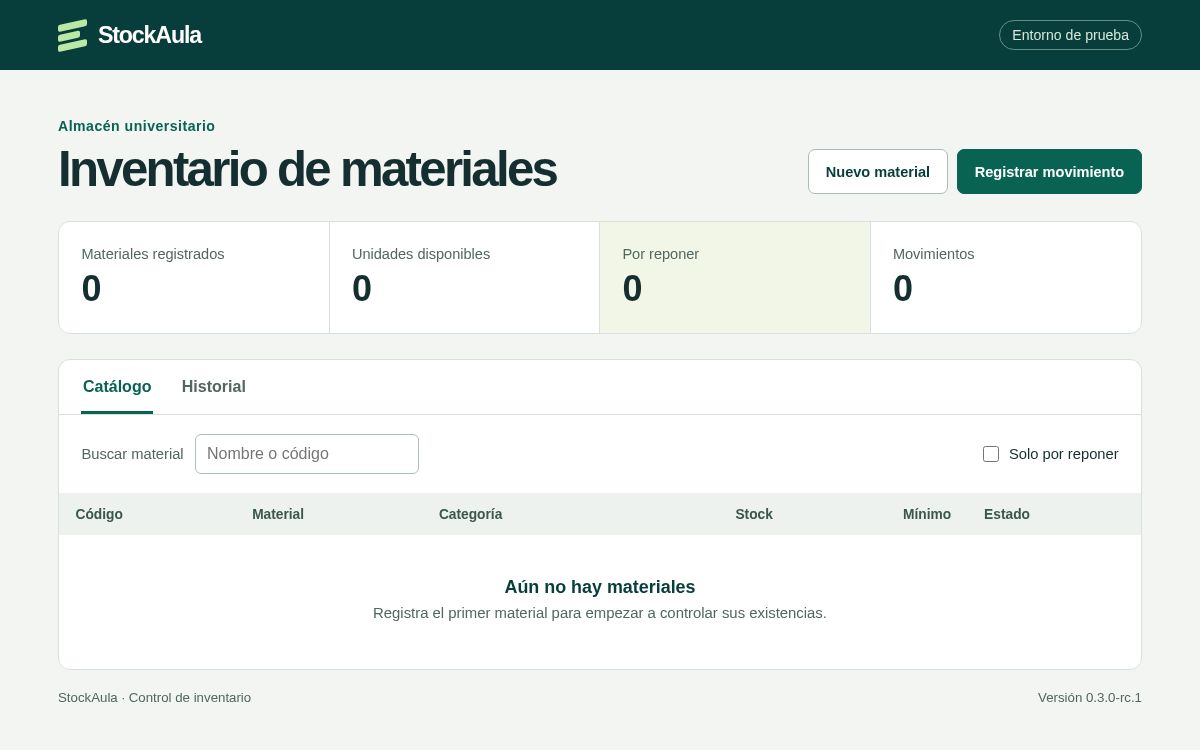 StockAula
Entorno de prueba
Almacén universitario
Inventario de materiales
Nuevo material
Registrar movimiento
Materiales registrados
0
Unidades disponibles
0
Por reponer
0
Movimientos
0
Catálogo
Historial
Buscar material
Nombre o código
Solo por reponer
Código
Material
Categoría
Stock
Mínimo
Estado
Aún no hay materiales
Registra el primer material para empezar a controlar sus existencias.
StockAula · Control de inventario
Versión 0.3.0-rc.1